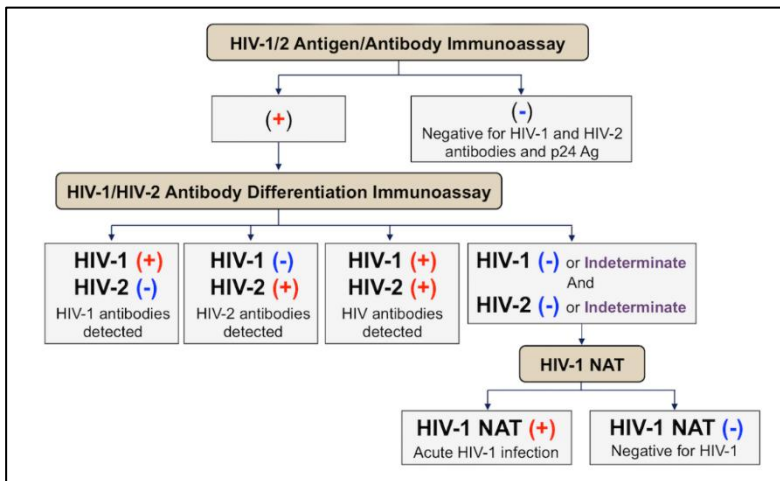 HIV-1/2 Antigen/Antibody Immunoassay
(+)
(-)
Negative for HIV-1 and HIV-2
antibodies and p24 Ag
HIV-1/HIV-2 Antibody Differentiation Immunoassay
HIV-1 (+)
HIV-2 (-)
HIV-1 antibodies
detected
HIV-1 (-)
HIV-2 (+)
HIV-2 antibodies
detected
HIV-1 (+)
HIV-2 (+)
HIV antibodies
detected
HIV-1 (-) or Indeterminate
And
HIV-2 (-) or Indeterminate
HIV-1 NAT
HIV-1 NAT (+)
Acute HIV-1 infection
HIV-1 NAT (-)
Negative for HIV-1